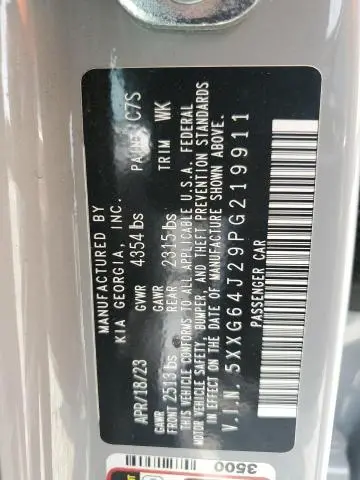 MANUFACTURED BY
KIA GEORGIA, INC.
APR/18/23 GVWR 4354lbs PAINT C7S
GAWR FRONT 2513lbs GAWR REAR 2315lbs TRIM WK
THIS VEHICLE CONFORMS TO ALL APPLICABLE U.S.A. FEDERAL
MOTOR VEHICLE SAFETY, BUMPER, AND THEFT PREVENTION STANDARDS
IN EFFECT ON THE DATE OF MANUFACTURE SHOWN ABOVE.
V.I.N. 5XXG64J29PG219911
PASSENGER CAR
3500